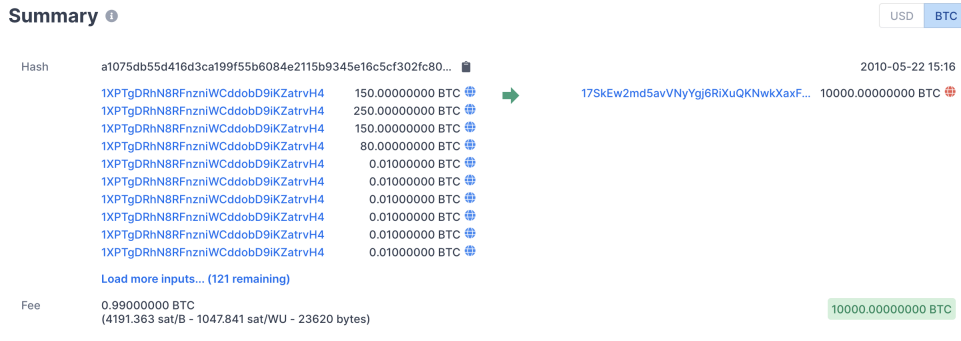 Summary
USD BTC
Hash a1075db55d416d3ca199f55b6084e2115b9345e16c5cf302fc80... 2010-05-22 15:16
1XPTgDRhN8RFnzniWCddobD9iKZatrvH4 150.00000000 BTC 17SkEw2md5avVNyYgj6RiXuQKNwkXaxF... 10000.00000000 BTC
1XPTgDRhN8RFnzniWCddobD9iKZatrvH4 250.00000000 BTC
1XPTgDRhN8RFnzniWCddobD9iKZatrvH4 150.00000000 BTC
1XPTgDRhN8RFnzniWCddobD9iKZatrvH4 80.00000000 BTC
1XPTgDRhN8RFnzniWCddobD9iKZatrvH4 0.01000000 BTC
1XPTgDRhN8RFnzniWCddobD9iKZatrvH4 0.01000000 BTC
1XPTgDRhN8RFnzniWCddobD9iKZatrvH4 0.01000000 BTC
1XPTgDRhN8RFnzniWCddobD9iKZatrvH4 0.01000000 BTC
1XPTgDRhN8RFnzniWCddobD9iKZatrvH4 0.01000000 BTC
1XPTgDRhN8RFnzniWCddobD9iKZatrvH4 0.01000000 BTC
Load more inputs... (121 remaining)
Fee 0.99000000 BTC 10000.00000000 BTC
(4191.363 sat/B - 1047.841 sat/WU - 23620 bytes)